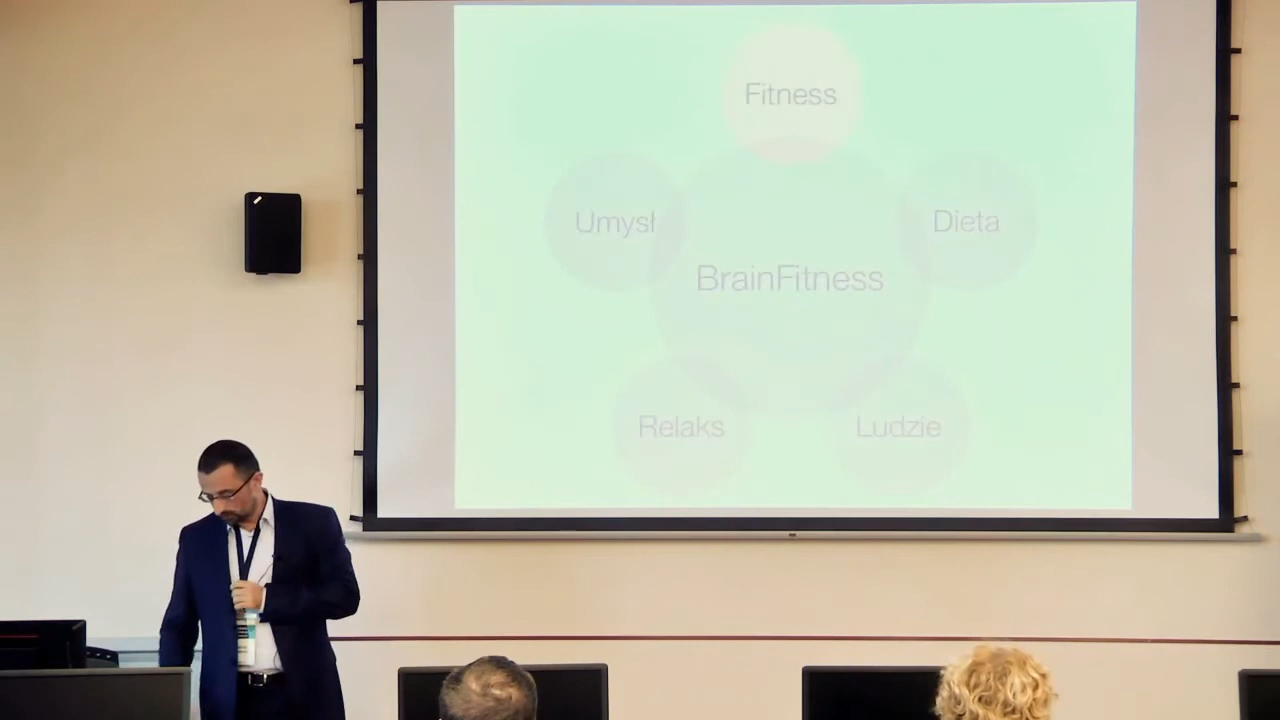 Fitness
Umysł
Dieta
BrainFitness
Relaks
Ludzie